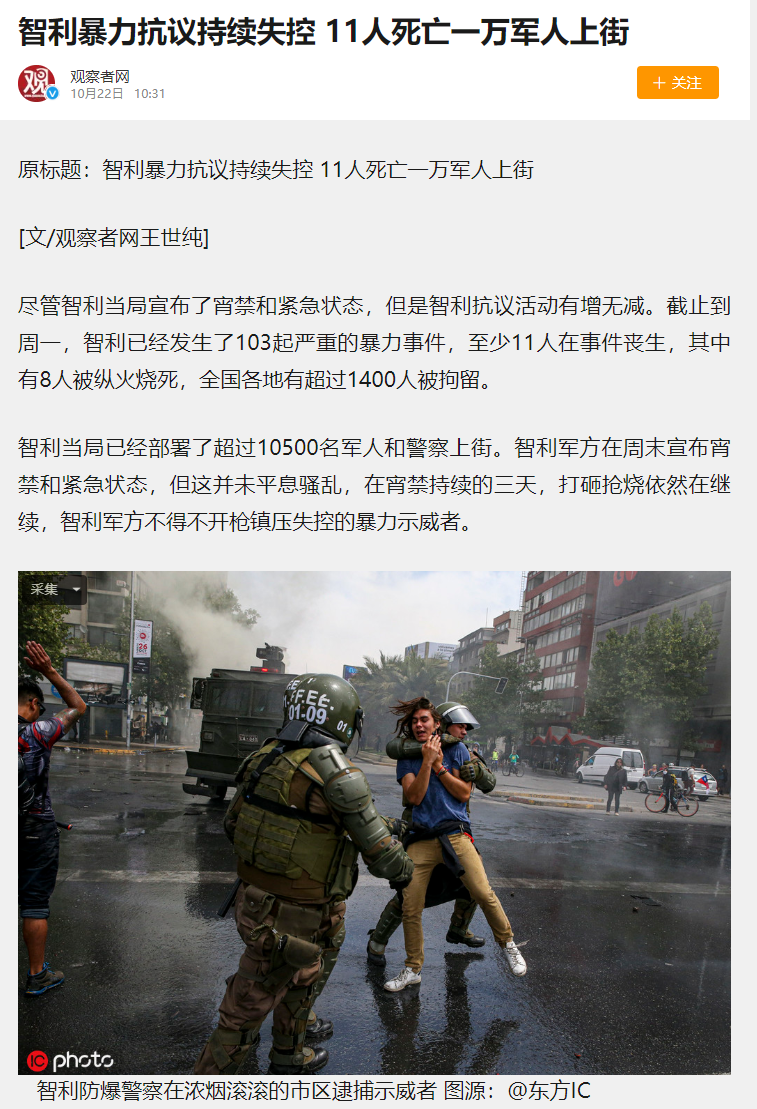 智利暴力抗议持续失控 11人死亡一万军人上街
观
观察者网
10月22日 10:31
+ 关注
原标题：智利暴力抗议持续失控 11人死亡一万军人上街
[文/观察者网王世纯]
尽管智利当局宣布了宵禁和紧急状态，但是智利抗议活动有增无减。截止到
周一，智利已经发生了103起严重的暴力事件，至少11人在事件丧生，其中
有8人被纵火烧死，全国各地有超过1400人被拘留。
智利当局已经部署了超过10500名军人和警察上街。智利军方在周末宣布宵
禁和紧急状态，但这并未平息骚乱，在宵禁持续的三天，打砸抢烧依然在继
续，智利军方不得不开枪镇压失控的暴力示威者。
采集
F.EE.
01-09
01
26
IC photo
智利防爆警察在浓烟滚滚的市区逮捕示威者 图源：@东方IC